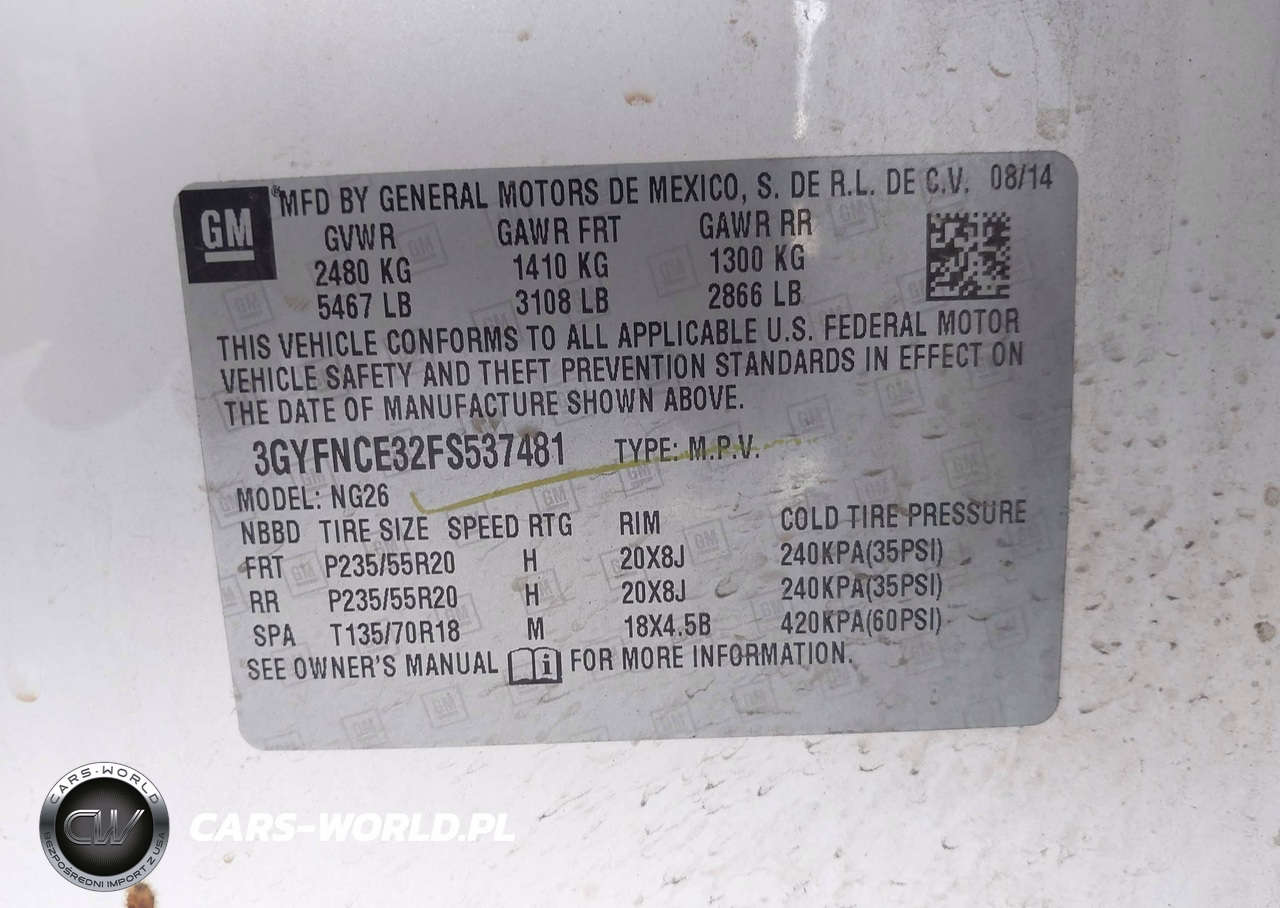 GM
®MFD BY GENERAL MOTORS DE MEXICO, S. DE R.L. DE C.V. 08/14
GVWR GAWR FRT GAWR RR
2480 KG 1410 KG 1300 KG
5467 LB 3108 LB 2866 LB
THIS VEHICLE CONFORMS TO ALL APPLICABLE U.S. FEDERAL MOTOR
VEHICLE SAFETY AND THEFT PREVENTION STANDARDS IN EFFECT ON
THE DATE OF MANUFACTURE SHOWN ABOVE.
3GYFNCE32FS537481 TYPE: M.P.V.
MODEL: NG26
NBBD TIRE SIZE SPEED RTG RIM COLD TIRE PRESSURE
FRT P235/55R20 H 20X8J 240KPA(35PSI)
RR P235/55R20 H 20X8J 240KPA(35PSI)
SPA T135/70R18 M 18X4.5B 420KPA(60PSI)
SEE OWNER'S MANUAL i FOR MORE INFORMATION.
CARS-WORLD
CW
BEZPOŚREDNI IMPORT Z USA
CARS-WORLD.PL